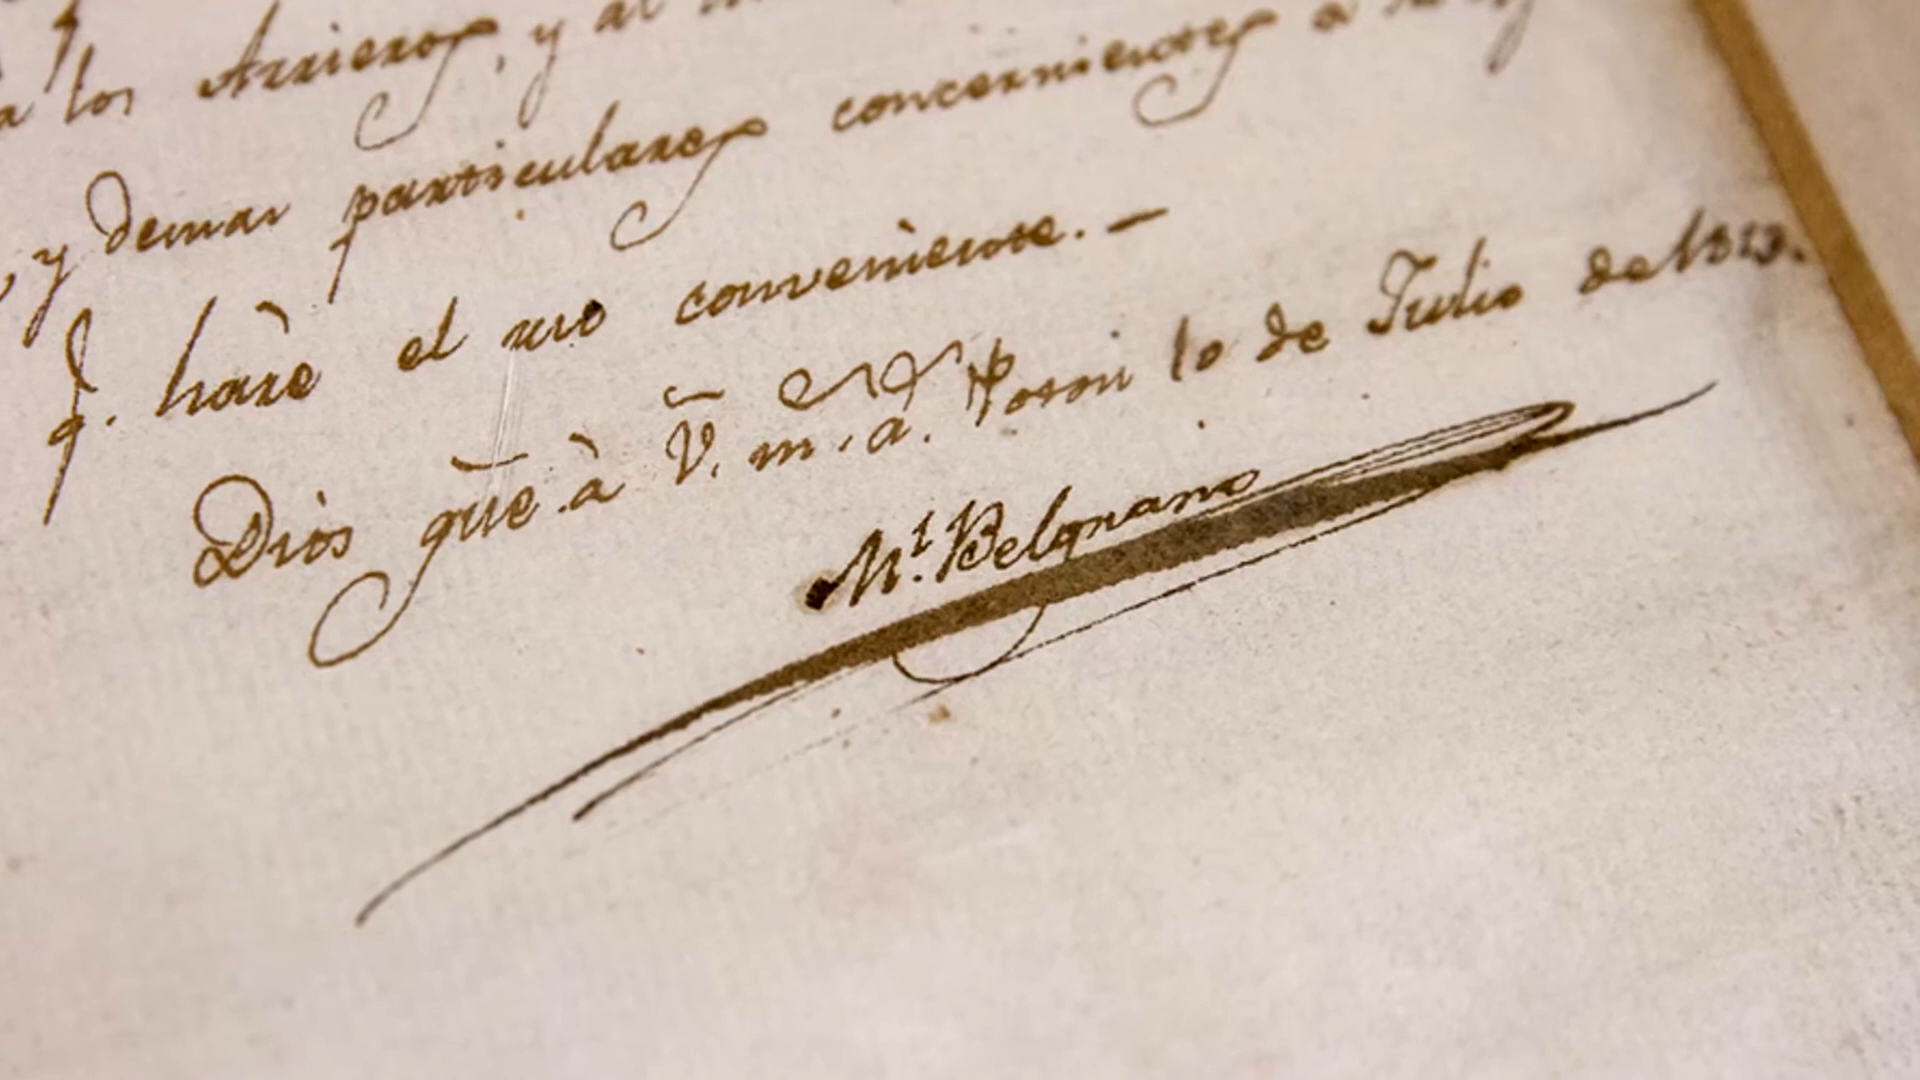 a los Arrieros, y al
y demas particulares concernientes a
q. harè el uso conveniente. -
Dios gue. à V. m. a. Potosi 10 de Julio de 1813.
Ml. Belgrano